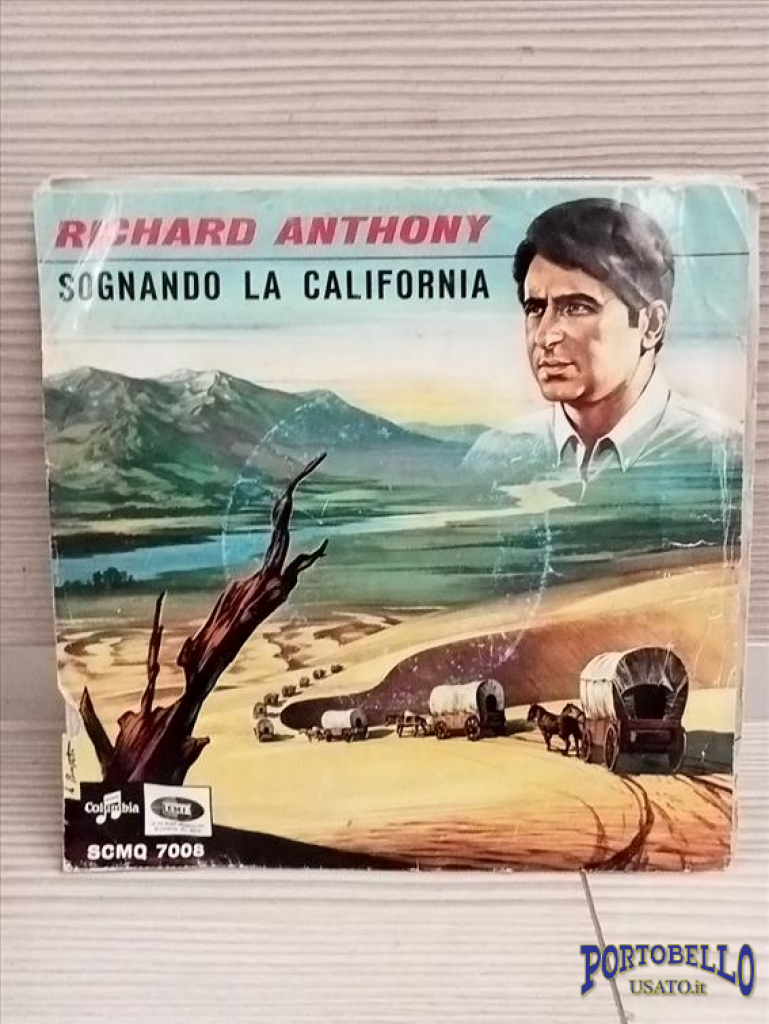 RICHARD ANTHONY
SOGNANDO LA CALIFORNIA
Columbia
EMI
SCMQ 7008
PORTOBELLO
USATO.it